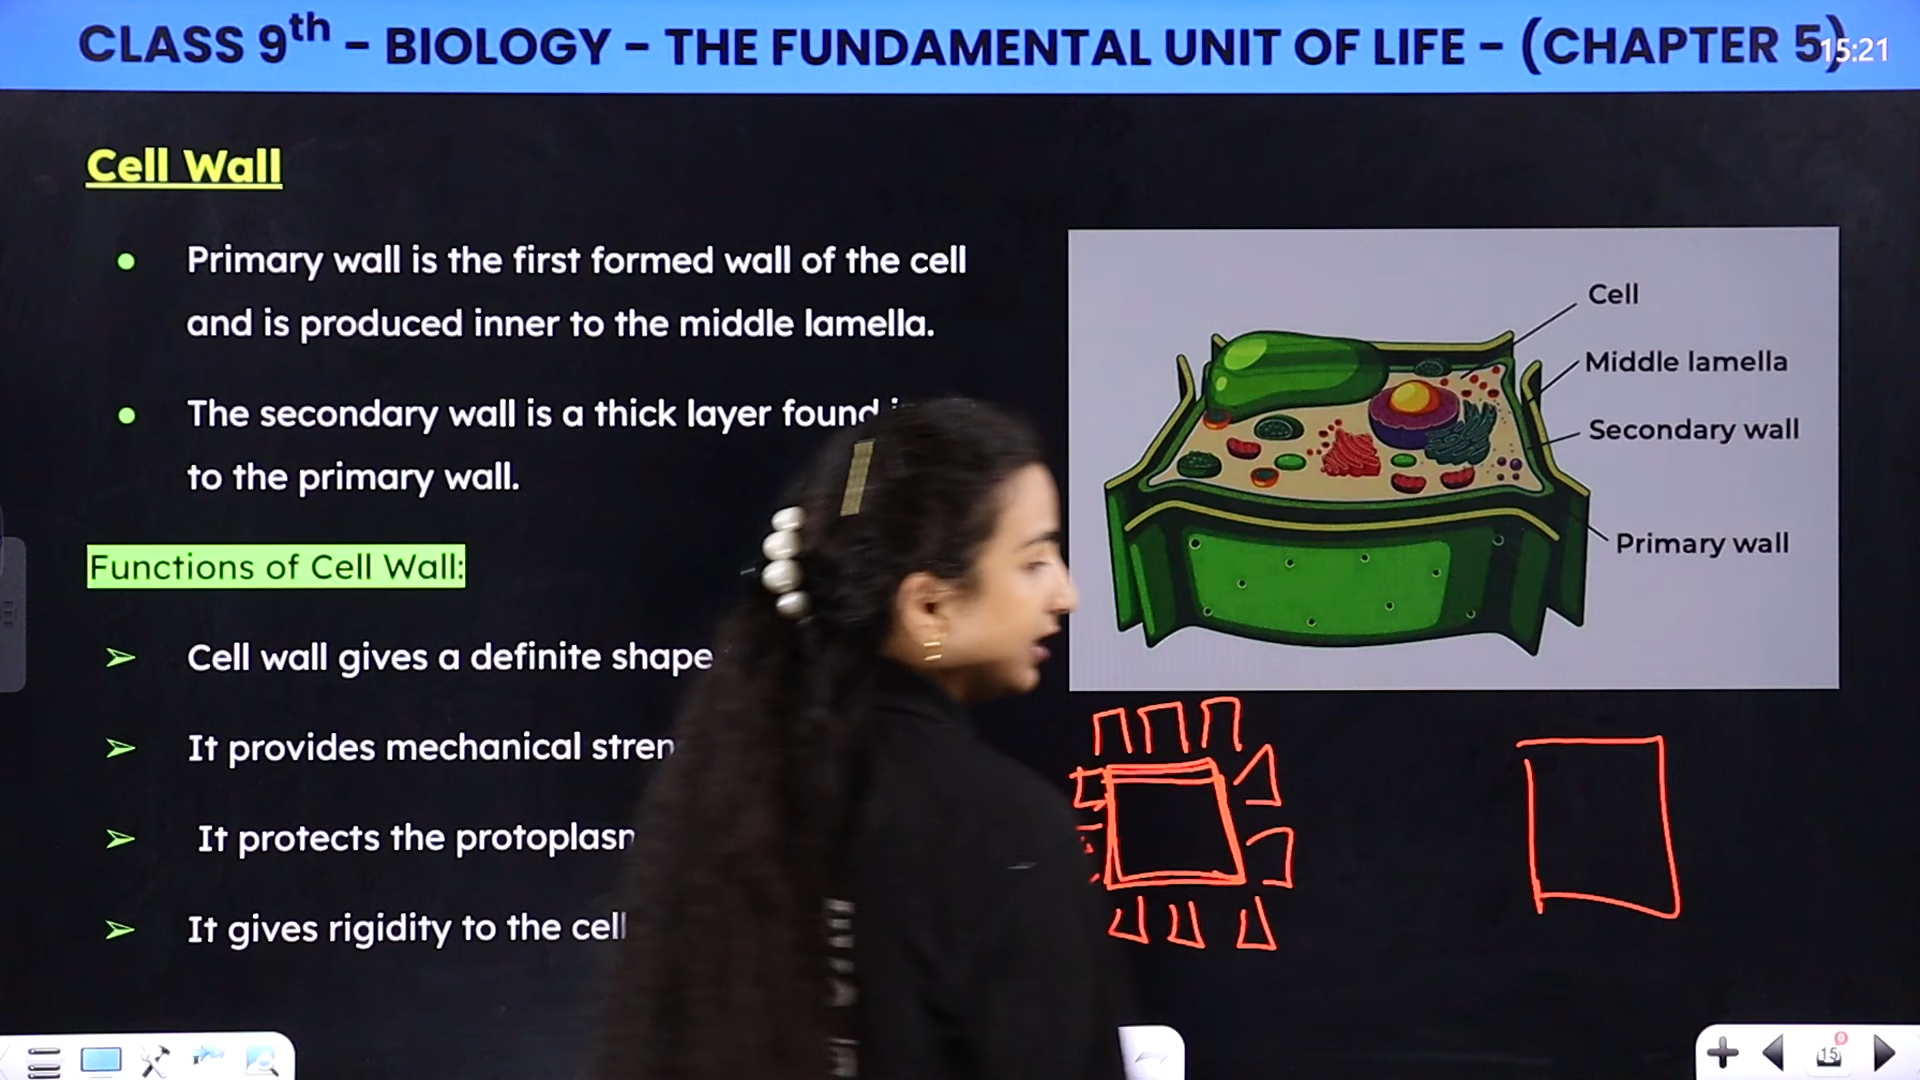 CLASS 9th - BIOLOGY - THE FUNDAMENTAL UNIT OF LIFE - (CHAPTER 5)
15:21
Cell Wall
Primary wall is the first formed wall of the cell
and is produced inner to the middle lamella.
The secondary wall is a thick layer found
to the primary wall.
Functions of Cell Wall:
Cell wall gives a definite shape
It provides mechanical stren
It protects the protoplasm
It gives rigidity to the cell
Cell
Middle lamella
Secondary wall
Primary wall
15